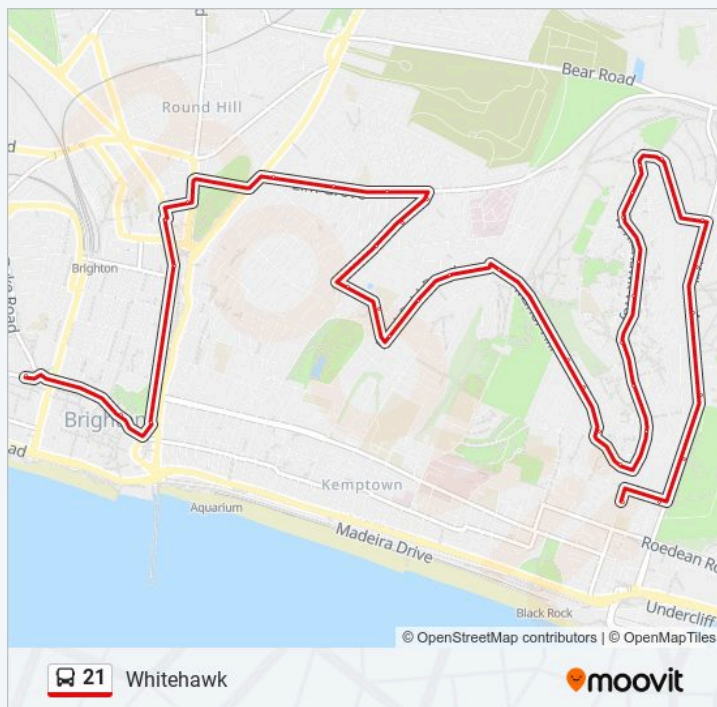 Bear Road
Round Hill
Brighton
Brighton
Kemptown
Aquarium
Madeira Drive
Roedean Ro
Black Rock
Undercliff
© OpenStreetMap contributors | © OpenMapTiles
21 Whitehawk
moovit